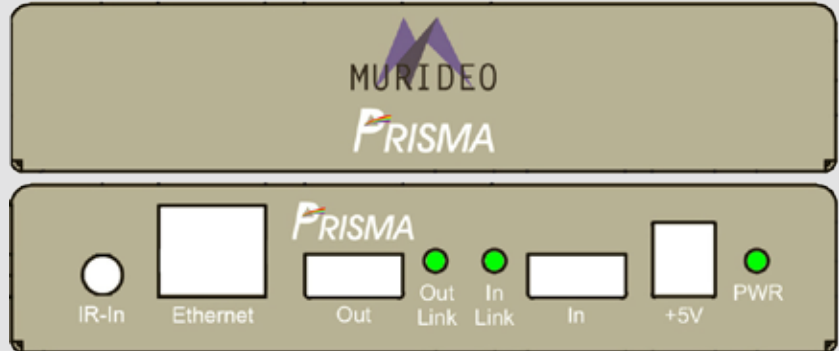 MURIDEO
PRISMA
PRISMA
IR-In
Ethernet
Out
Out Link
In Link
In
+5V
PWR